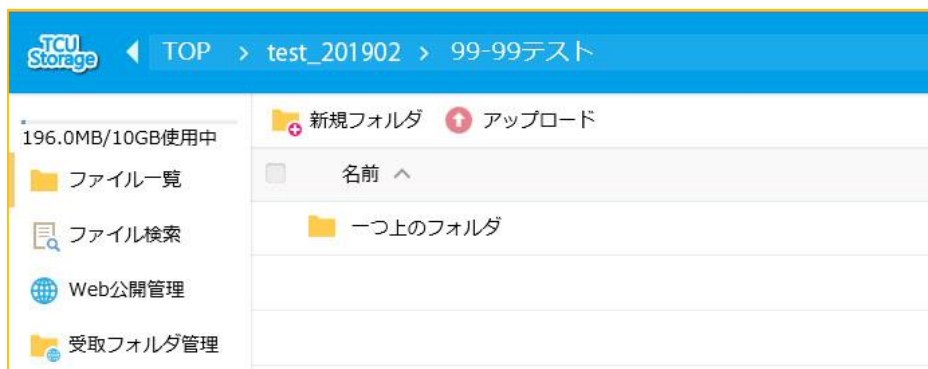 TCU
Storage
TOP > test_201902 > 99-99テスト
新規フォルダ アップロード
196.0MB/10GB使用中
名前
ファイル一覧
一つ上のフォルダ
ファイル検索
Web公開管理
受取フォルダ管理